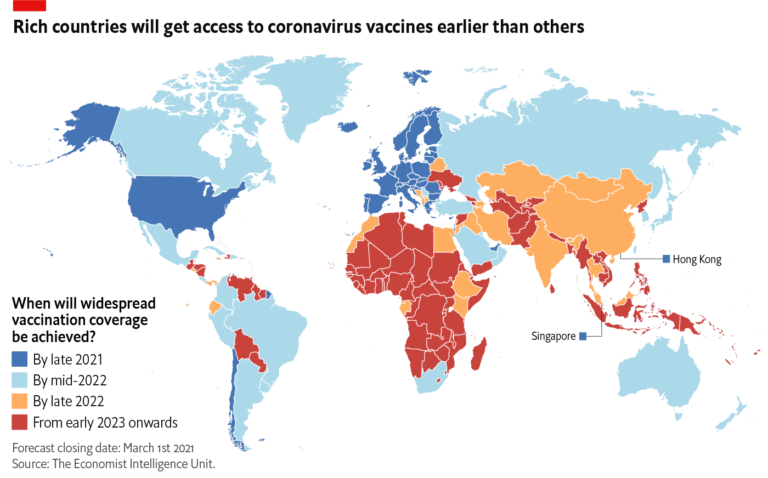 Rich countries will get access to coronavirus vaccines earlier than others
Hong Kong
Singapore
When will widespread
vaccination coverage
be achieved?
By late 2021
By mid-2022
By late 2022
From early 2023 onwards
Forecast closing date: March 1st 2021
Source: The Economist Intelligence Unit.